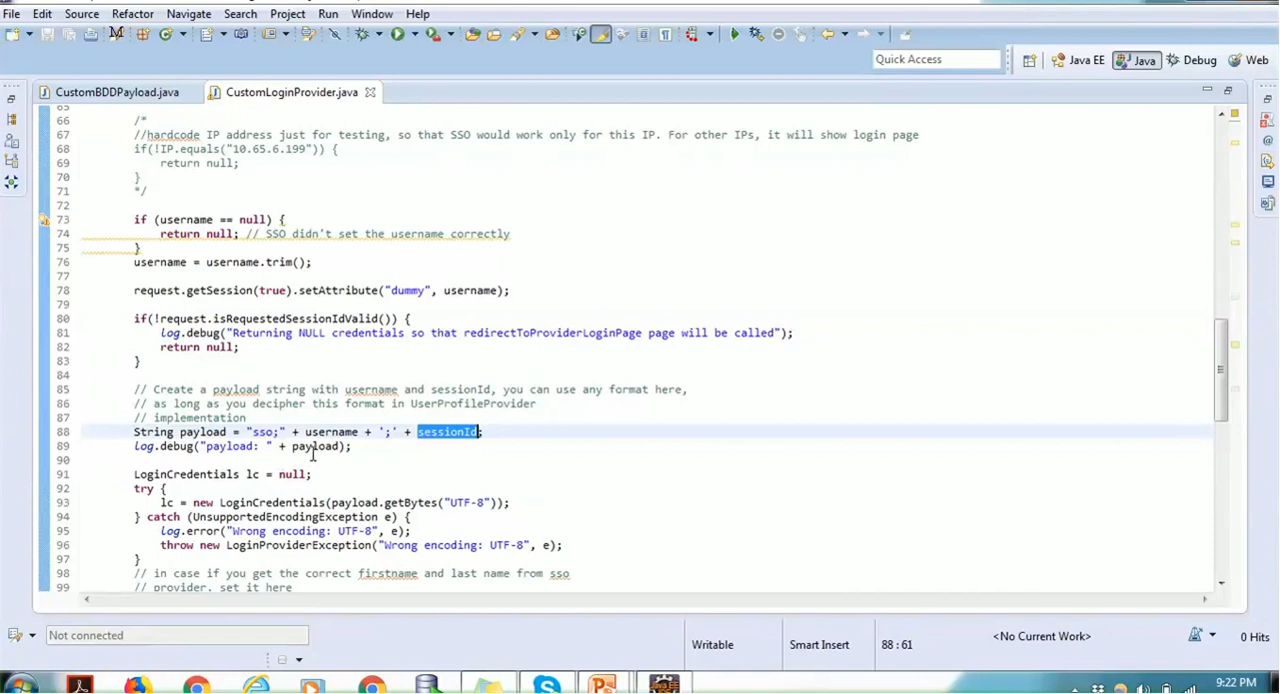 File Edit Source Refactor Navigate Search Project Run Window Help
Quick Access
Java EE Java Debug Web
CustomBDDPayload.java CustomLoginProvider.java
65
66 /*
67 //hardcode IP address just for testing, so that SSO would work only for this IP. For other IPs, it will show login page
68 if(!IP.equals("10.65.6.199")) {
69 return null;
70 }
71 */
72
73 if (username == null) {
74 return null; // SSO didn't set the username correctly
75 }
76 username = username.trim();
77
78 request.getSession(true).setAttribute("dummy", username);
79
80 if(!request.isRequestedSessionIdValid()) {
81 log.debug("Returning NULL credentials so that redirectToProviderLoginPage page will be called");
82 return null;
83 }
84
85 // Create a payload string with username and sessionId, you can use any format here,
86 // as long as you decipher this format in UserProfileProvider
87 // implementation
88 String payload = "sso;" + username + ';' + sessionId;
89 log.debug("payload: " + payload);
90
91 LoginCredentials lc = null;
92 try {
93 lc = new LoginCredentials(payload.getBytes("UTF-8"));
94 } catch (UnsupportedEncodingException e) {
95 log.error("Wrong encoding: UTF-8", e);
96 throw new LoginProviderException("Wrong encoding: UTF-8", e);
97 }
98 // in case if you get the correct firstname and last name from sso
99 // provider, set it here
Not connected
Writable Smart Insert 88 : 61 <No Current Work> 0 Hits
9:22 PM